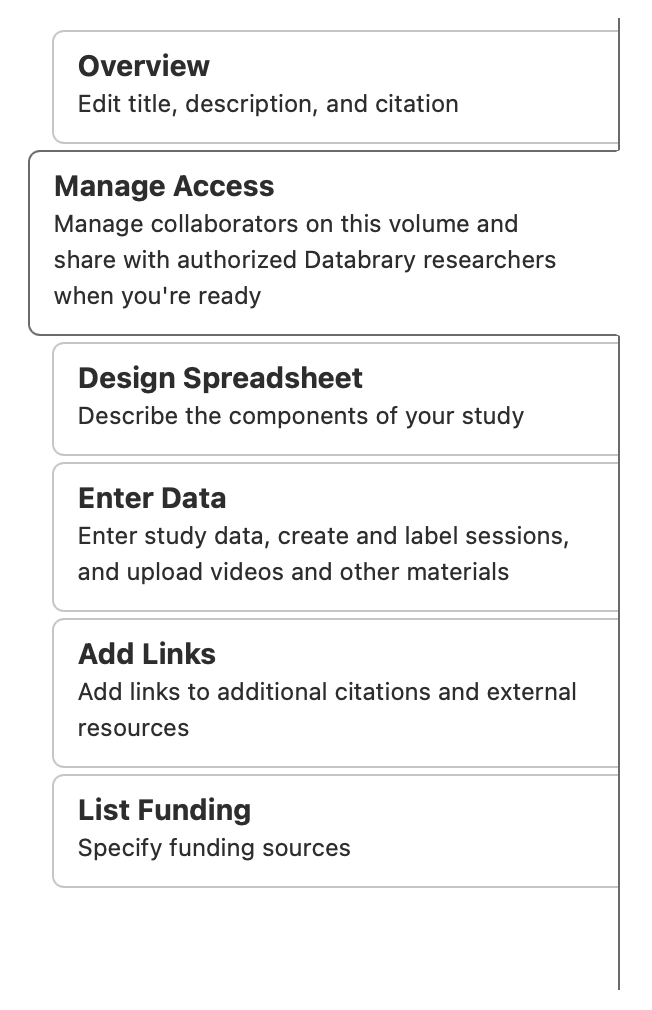 Overview
Edit title, description, and citation
Manage Access
Manage collaborators on this volume and
share with authorized Databrary researchers
when you're ready
Design Spreadsheet
Describe the components of your study
Enter Data
Enter study data, create and label sessions,
and upload videos and other materials
Add Links
Add links to additional citations and external
resources
List Funding
Specify funding sources